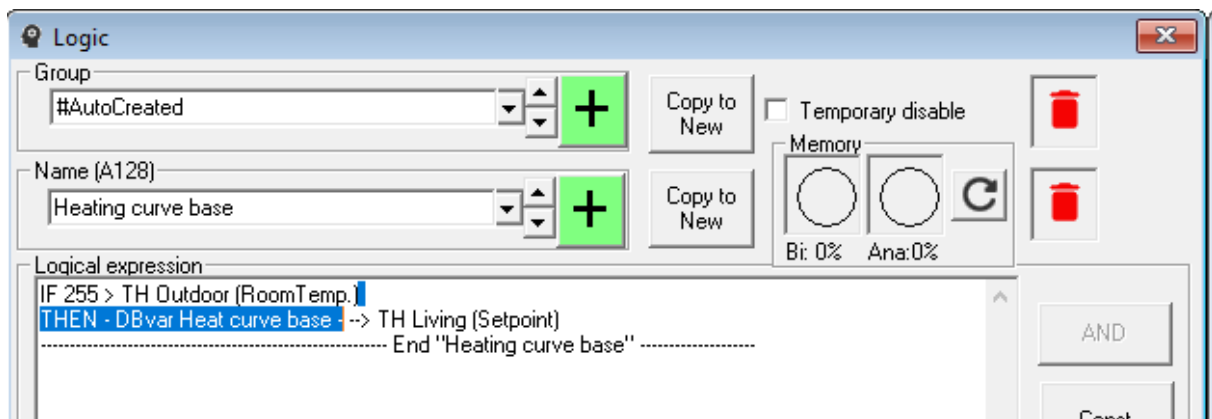 Logic
Group
#AutoCreated
Copy to
New
Temporary disable
Memory
Name (A128)
Heating curve base
Copy to
New
Bi: 0% Ana:0%
Logical expression
IF 255 > TH Outdoor (RoomTemp.)
THEN - DBvar Heat curve base - --> TH Living (Setpoint)
---------------------------------------------------------- End "Heating curve base" -------------------
AND
Const